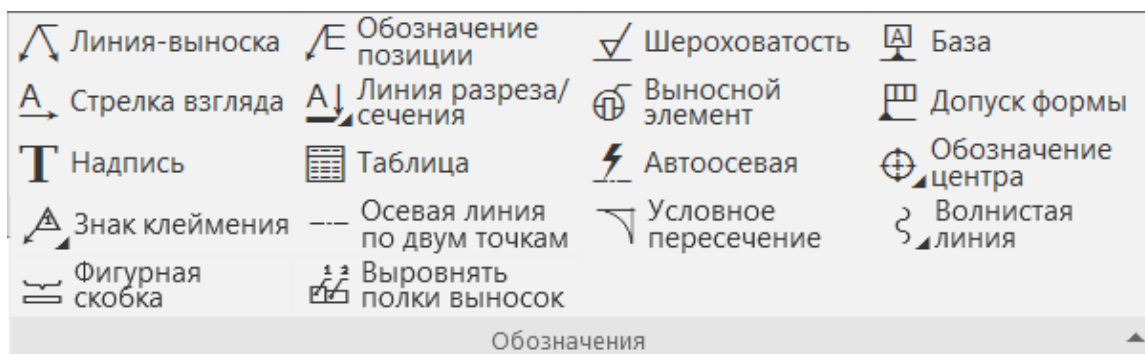 Линия-выноска
Обозначение
позиции
Шероховатость
База
Стрелка взгляда
Линия разреза/
сечения
Выносной
элемент
Допуск формы
Надпись
Таблица
Автоосевая
Обозначение
центра
Знак клеймения
Осевая линия
по двум точкам
Условное
пересечение
Волнистая
линия
Фигурная
скобка
Выровнять
полки выносок
Обозначения